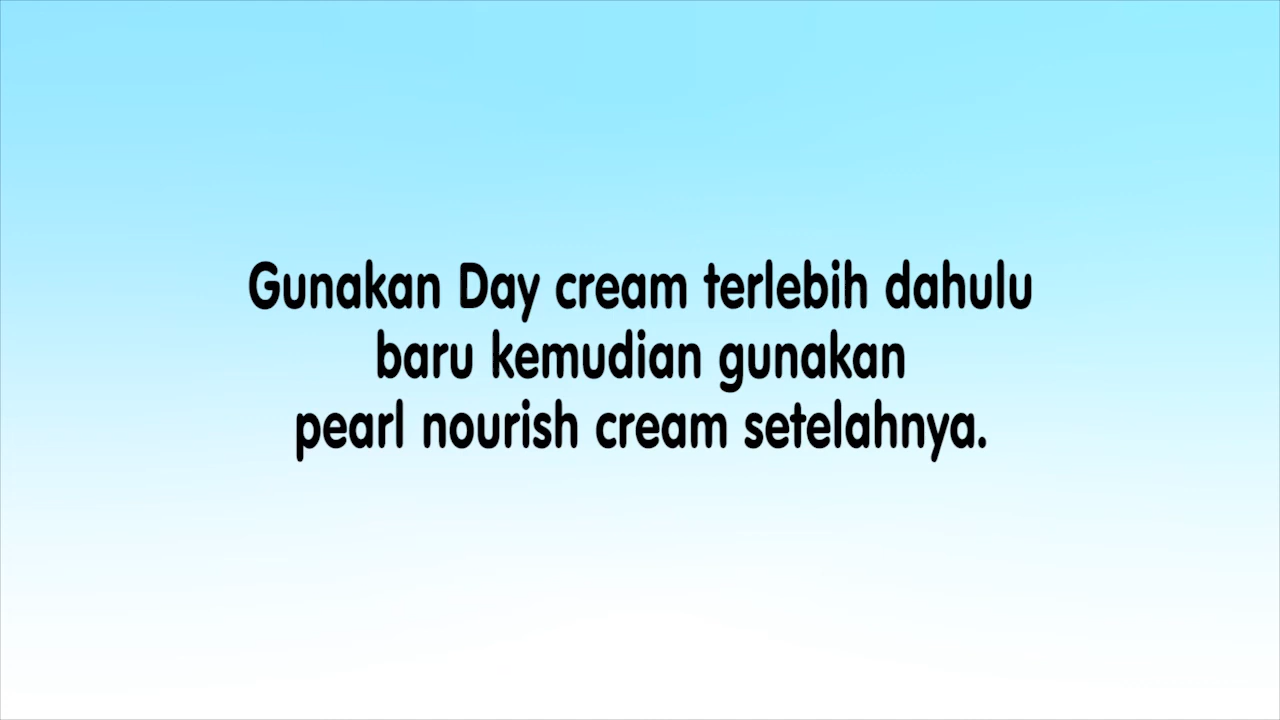 Gunakan Day cream terlebih dahulu
baru kemudian gunakan
pearl nourish cream setelahnya.